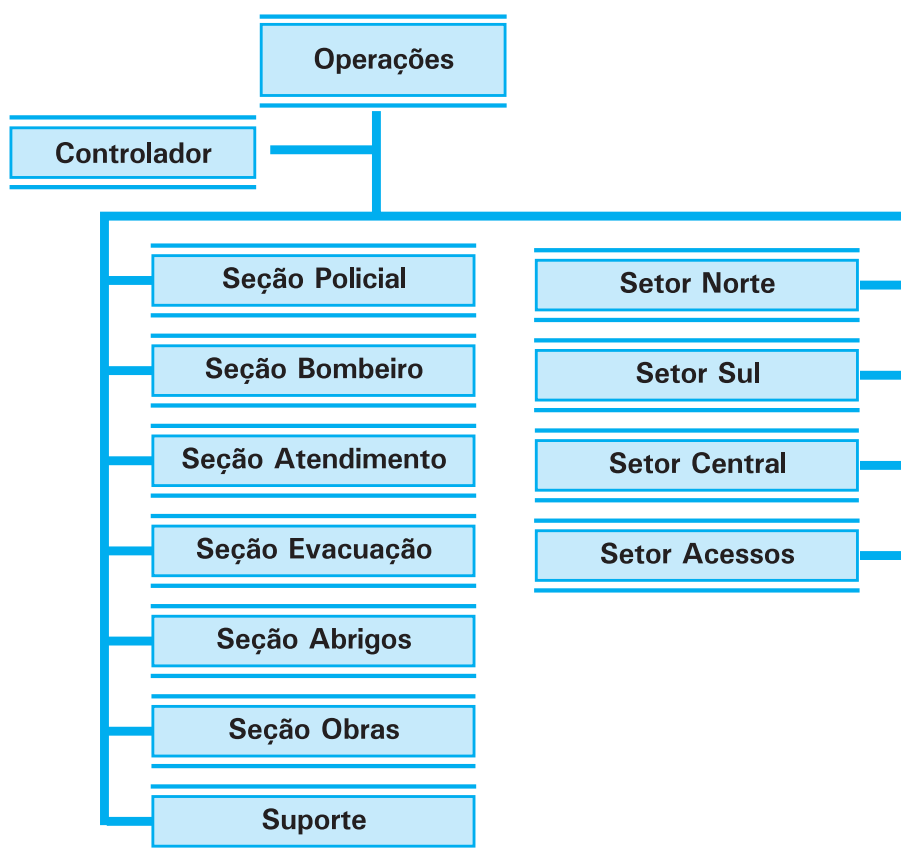 Operações
Controlador
Seção Policial
Seção Bombeiro
Seção Atendimento
Seção Evacuação
Seção Abrigos
Seção Obras
Suporte
Setor Norte
Setor Sul
Setor Central
Setor Acessos